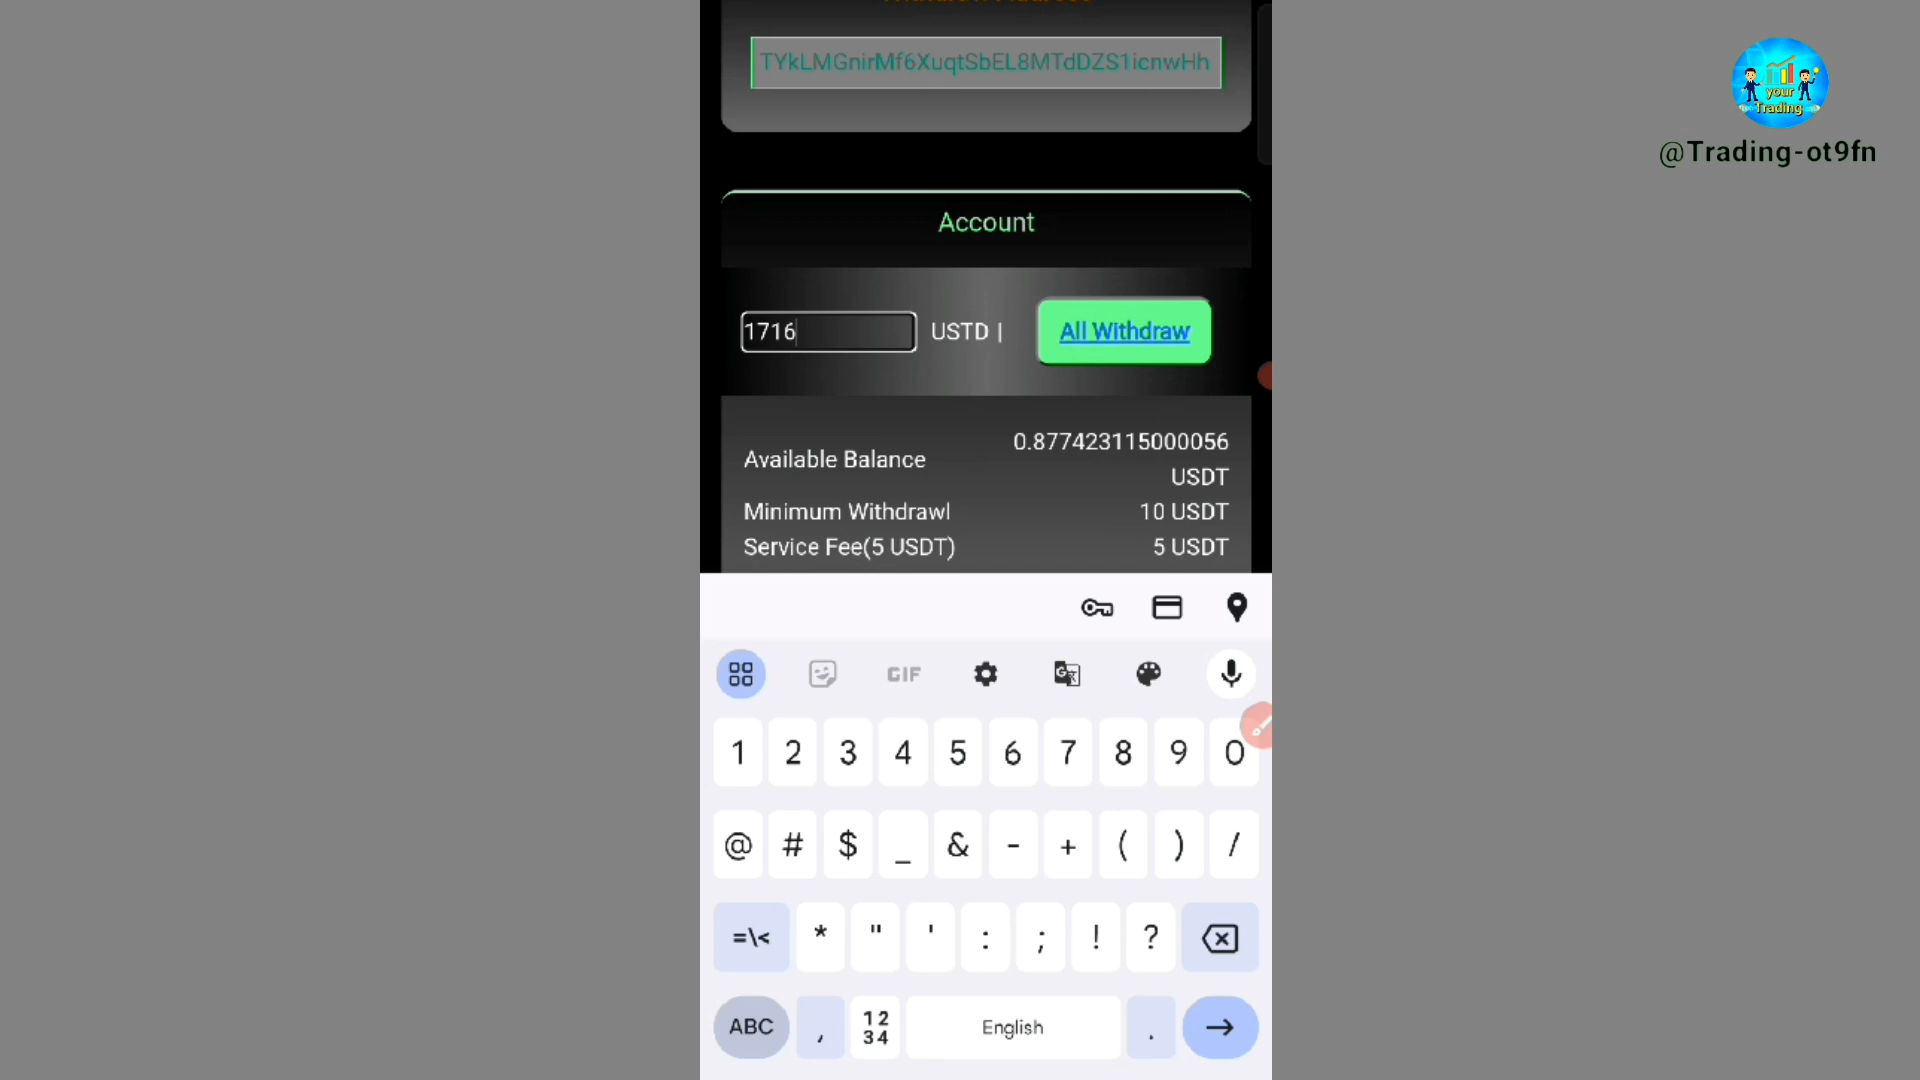 TYkLMGnirMf6XuqtSbEL8MTdDZS1icnwHh
your
Trading
@Trading-ot9fn
Account
1716 USTD | All Withdraw
Available Balance 0.877423115000056 USDT
Minimum Withdrawl 10 USDT
Service Fee(5 USDT) 5 USDT
GIF
1 2 3 4 5 6 7 8 9 0
@ # $ _ & - + ( ) /
=\< * " ' : ; ! ?
ABC , 12 34 English .